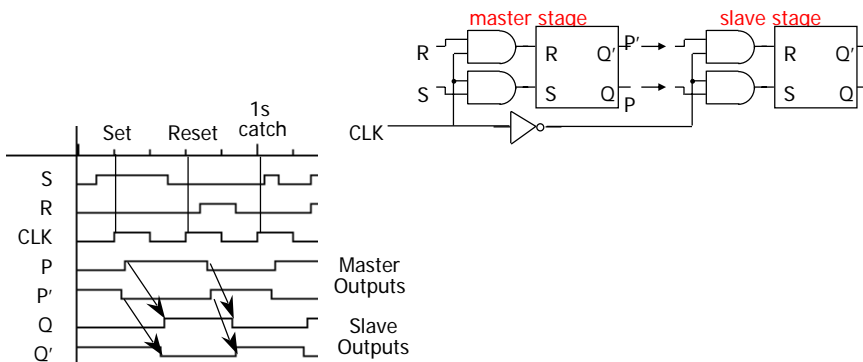 master stage
slave stage
R
R
Q'
P'
R
Q'
S
S
Q
P
S
Q
CLK
Set
Reset
1s
catch
S
R
CLK
P
P'
Q
Q'
Master
Outputs
Slave
Outputs